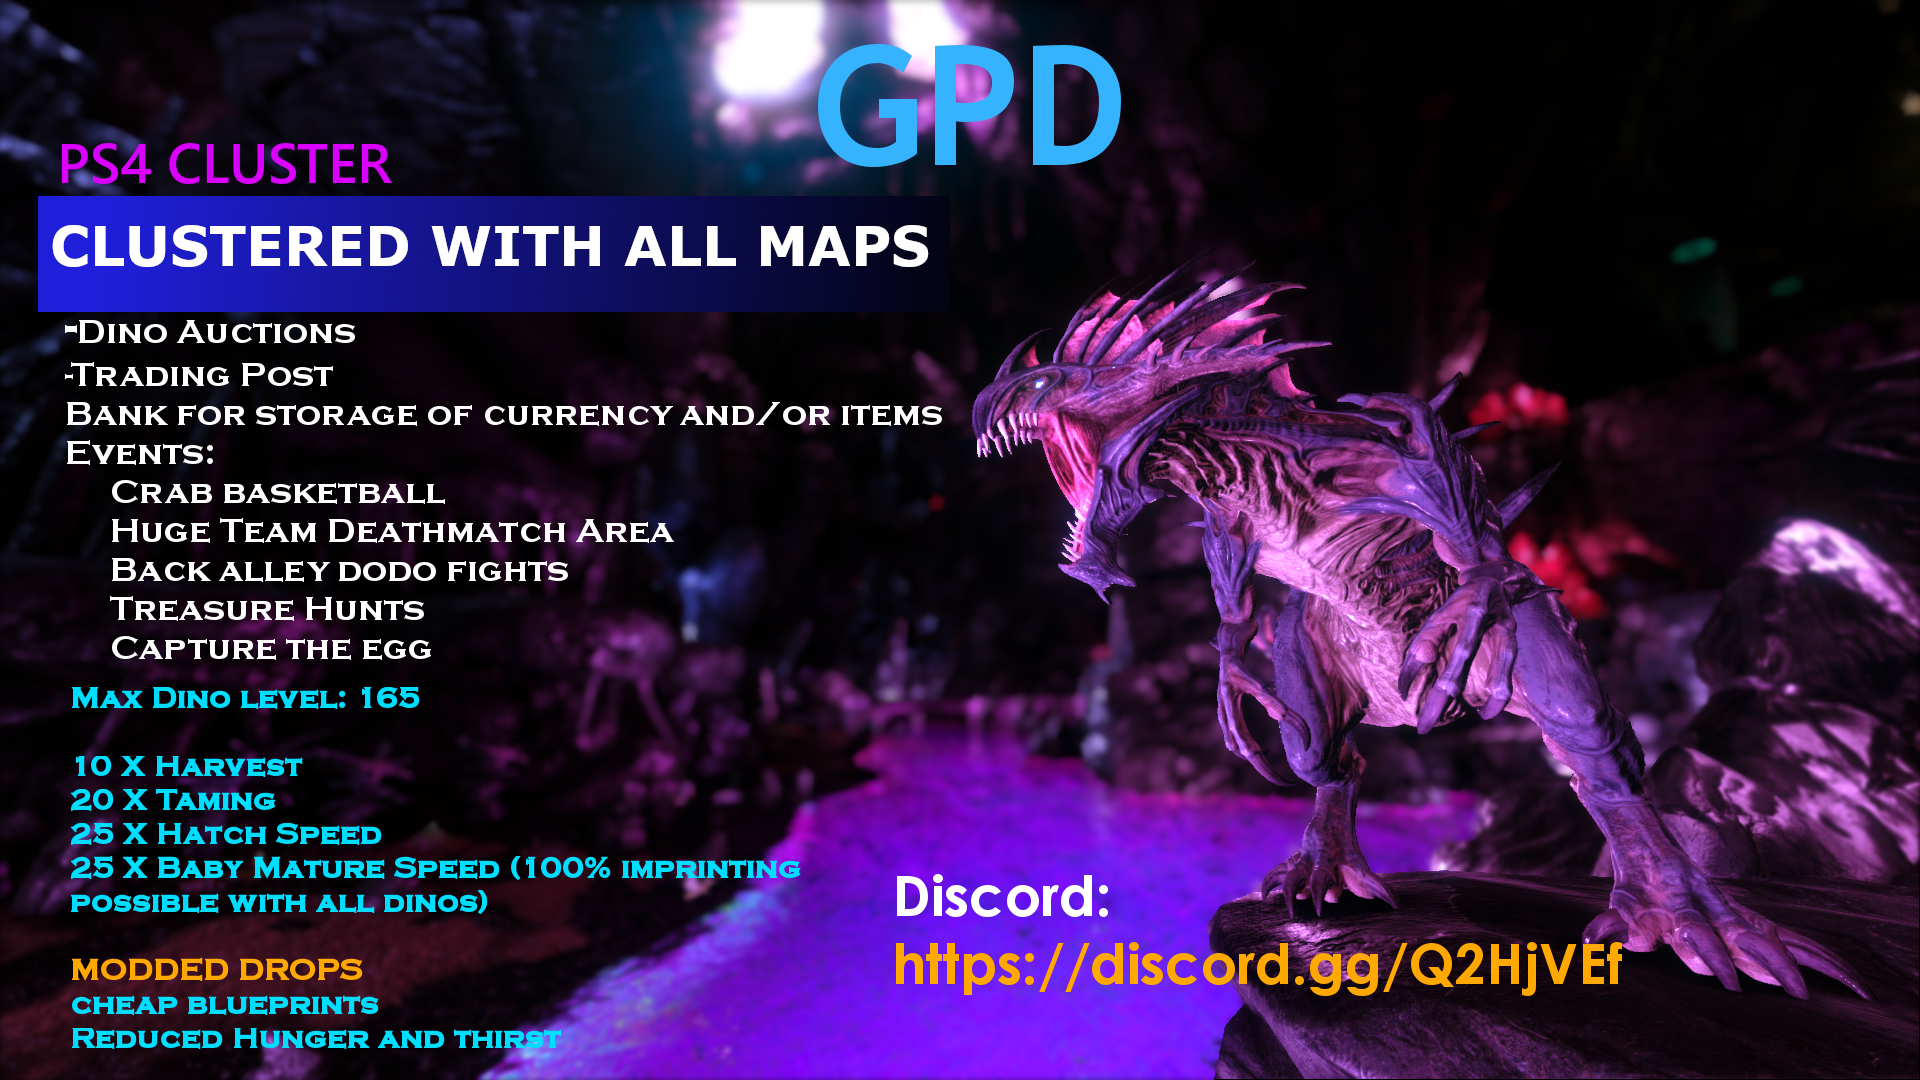 GPD
PS4 CLUSTER
CLUSTERED WITH ALL MAPS
-Dino Auctions
-Trading Post
Bank for storage of currency and/or items
Events:
Crab basketball
Huge Team Deathmatch Area
Back alley dodo fights
Treasure Hunts
Capture the egg
Max Dino level: 165
10 X Harvest
20 X Taming
25 X Hatch Speed
25 X Baby Mature Speed (100% imprinting
possible with all dinos)
MODDED DROPS
cheap blueprints
Reduced Hunger and thirst
Discord:
https://discord.gg/Q2HjVEf